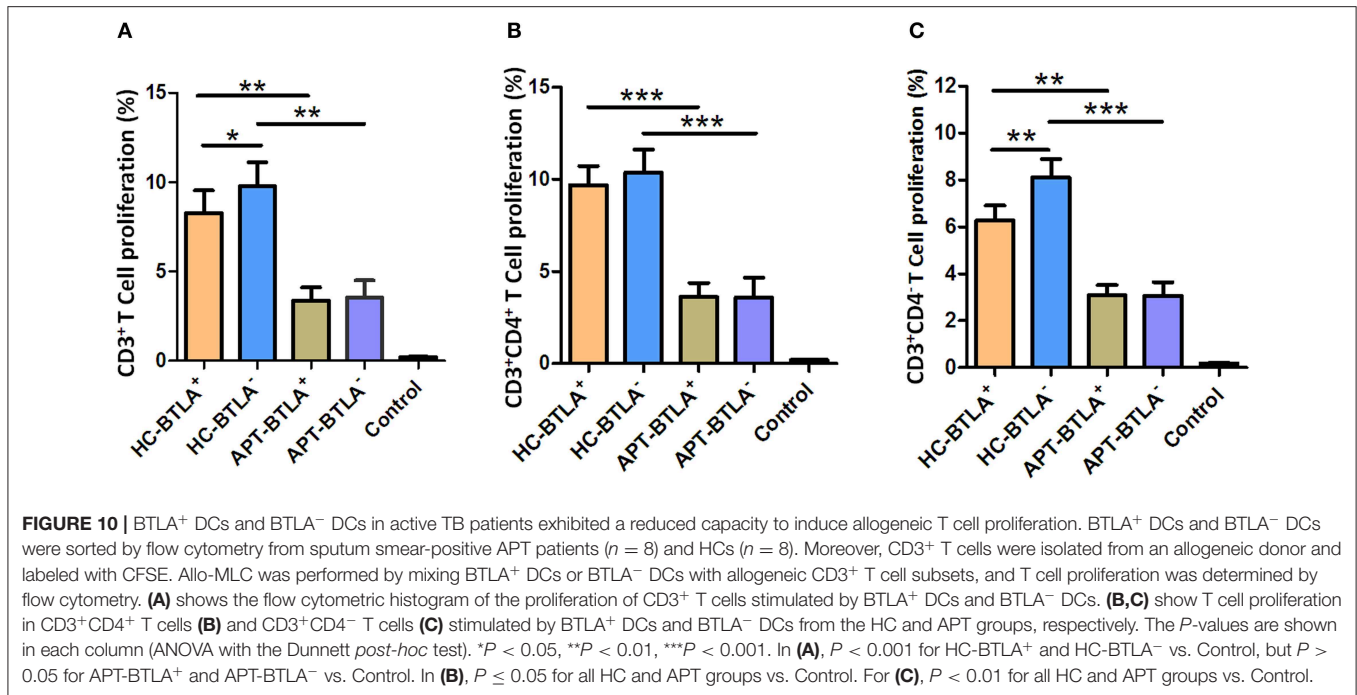 A
CD3⁺ T Cell proliferation (%)
15
10
5
0
**
**
*
HC-BTLA⁺
HC-BTLA⁻
APT-BTLA⁺
APT-BTLA⁻
Control
B
CD3⁺CD4⁺ T Cell proliferation (%)
15
10
5
0
***
***
HC-BTLA⁺
HC-BTLA⁻
APT-BTLA⁺
APT-BTLA⁻
Control
C
CD3⁺CD4⁻ T Cell proliferation (%)
12
10
8
6
4
2
0
**
***
**
HC-BTLA⁺
HC-BTLA⁻
APT-BTLA⁺
APT-BTLA⁻
Control
FIGURE 10 | BTLA⁺ DCs and BTLA⁻ DCs in active TB patients exhibited a reduced capacity to induce allogeneic T cell proliferation. BTLA⁺ DCs and BTLA⁻ DCs
were sorted by flow cytometry from sputum smear-positive APT patients (n = 8) and HCs (n = 8). Moreover, CD3⁺ T cells were isolated from an allogeneic donor and
labeled with CFSE. Allo-MLC was performed by mixing BTLA⁺ DCs or BTLA⁻ DCs with allogeneic CD3⁺ T cell subsets, and T cell proliferation was determined by
flow cytometry. (A) shows the flow cytometric histogram of the proliferation of CD3⁺ T cells stimulated by BTLA⁺ DCs and BTLA⁻ DCs. (B,C) show T cell proliferation
in CD3⁺CD4⁺ T cells (B) and CD3⁺CD4⁻ T cells (C) stimulated by BTLA⁺ DCs and BTLA⁻ DCs from the HC and APT groups, respectively. The P-values are shown
in each column (ANOVA with the Dunnett post-hoc test). *P < 0.05, **P < 0.01, ***P < 0.001. In (A), P < 0.001 for HC-BTLA⁺ and HC-BTLA⁻ vs. Control, but P >
0.05 for APT-BTLA⁺ and APT-BTLA⁻ vs. Control. In (B), P ≤ 0.05 for all HC and APT groups vs. Control. For (C), P < 0.01 for all HC and APT groups vs. Control.